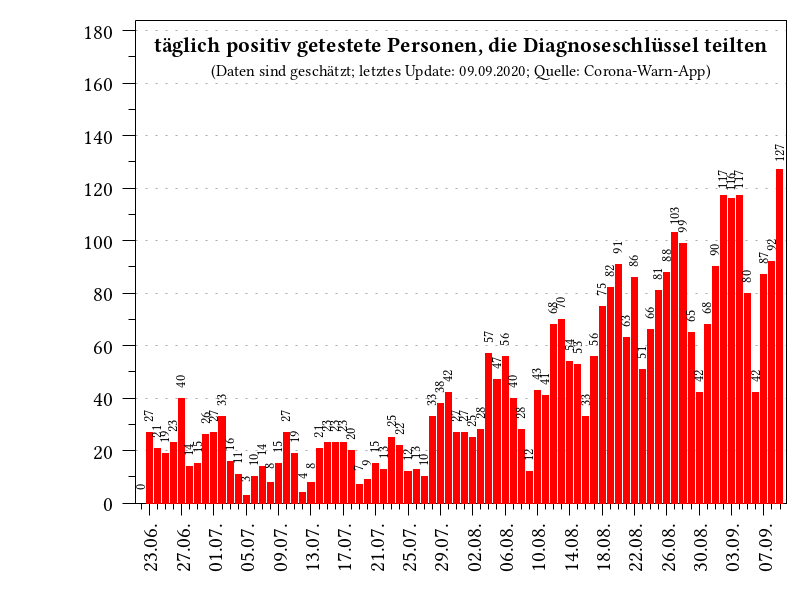 täglich positiv getestete Personen, die Diagnoseschlüssel teilten
(Daten sind geschätzt; letztes Update: 09.09.2020; Quelle: Corona-Warn-App)
180
160
140
120
100
80
60
40
20
0
0 27 21 19 23 40 14 15 26 27 33 16 11 3 10 14 8 15 27 19 4 8 21 23 23 23 20 7 9 15 13 25 22 12 13 10 33 38 42 27 27 25 28 57 47 56 40 28 12 43 41 68 70 54 53 33 56 75 82 91 63 86 51 66 81 88 103 99 65 42 68 90 117 116 117 80 42 87 92 127
23.06. 27.06. 01.07. 05.07. 09.07. 13.07. 17.07. 21.07. 25.07. 29.07. 02.08. 06.08. 10.08. 14.08. 18.08. 22.08. 26.08. 30.08. 03.09. 07.09.